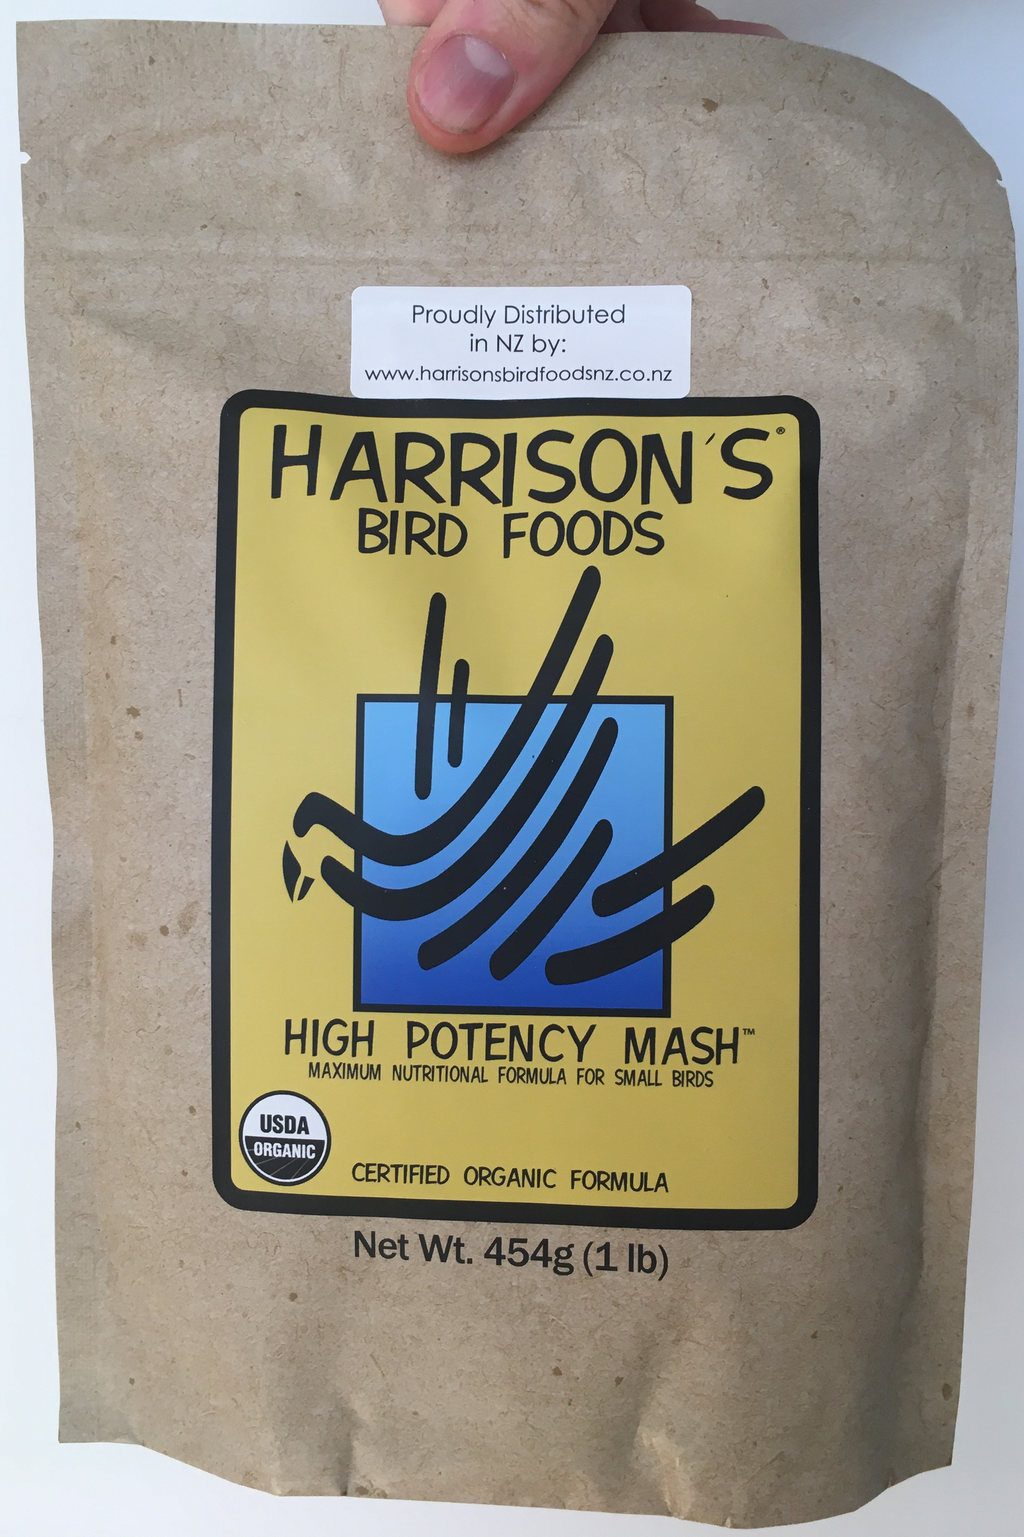 Proudly Distributed
in NZ by:
www.harrisonsbirdfoodsnz.co.nz
HARRISON´S®
BIRD FOODS
HIGH POTENCY MASH™
MAXIMUM NUTRITIONAL FORMULA FOR SMALL BIRDS
USDA
ORGANIC
CERTIFIED ORGANIC FORMULA
Net Wt. 454g (1 lb)